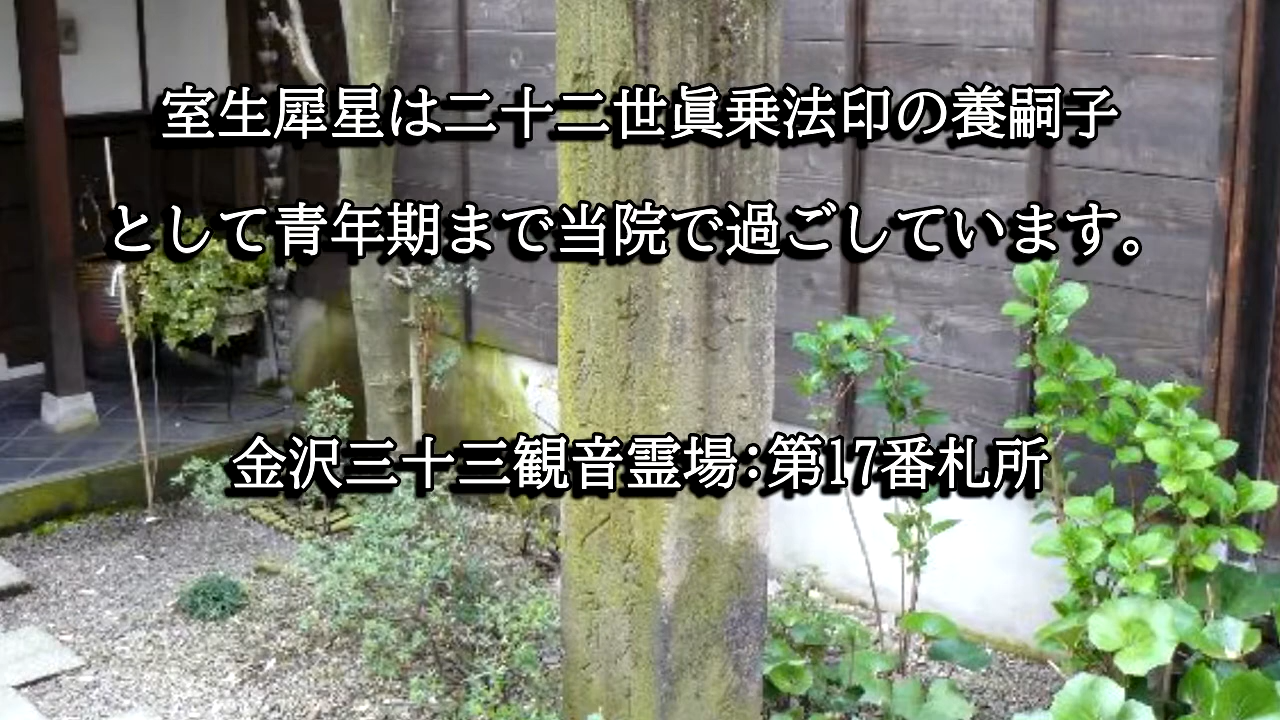 室生犀星は二十二世眞乗法印の養嗣子
として青年期まで当院で過ごしています。
金沢三十三観音霊場：第17番札所